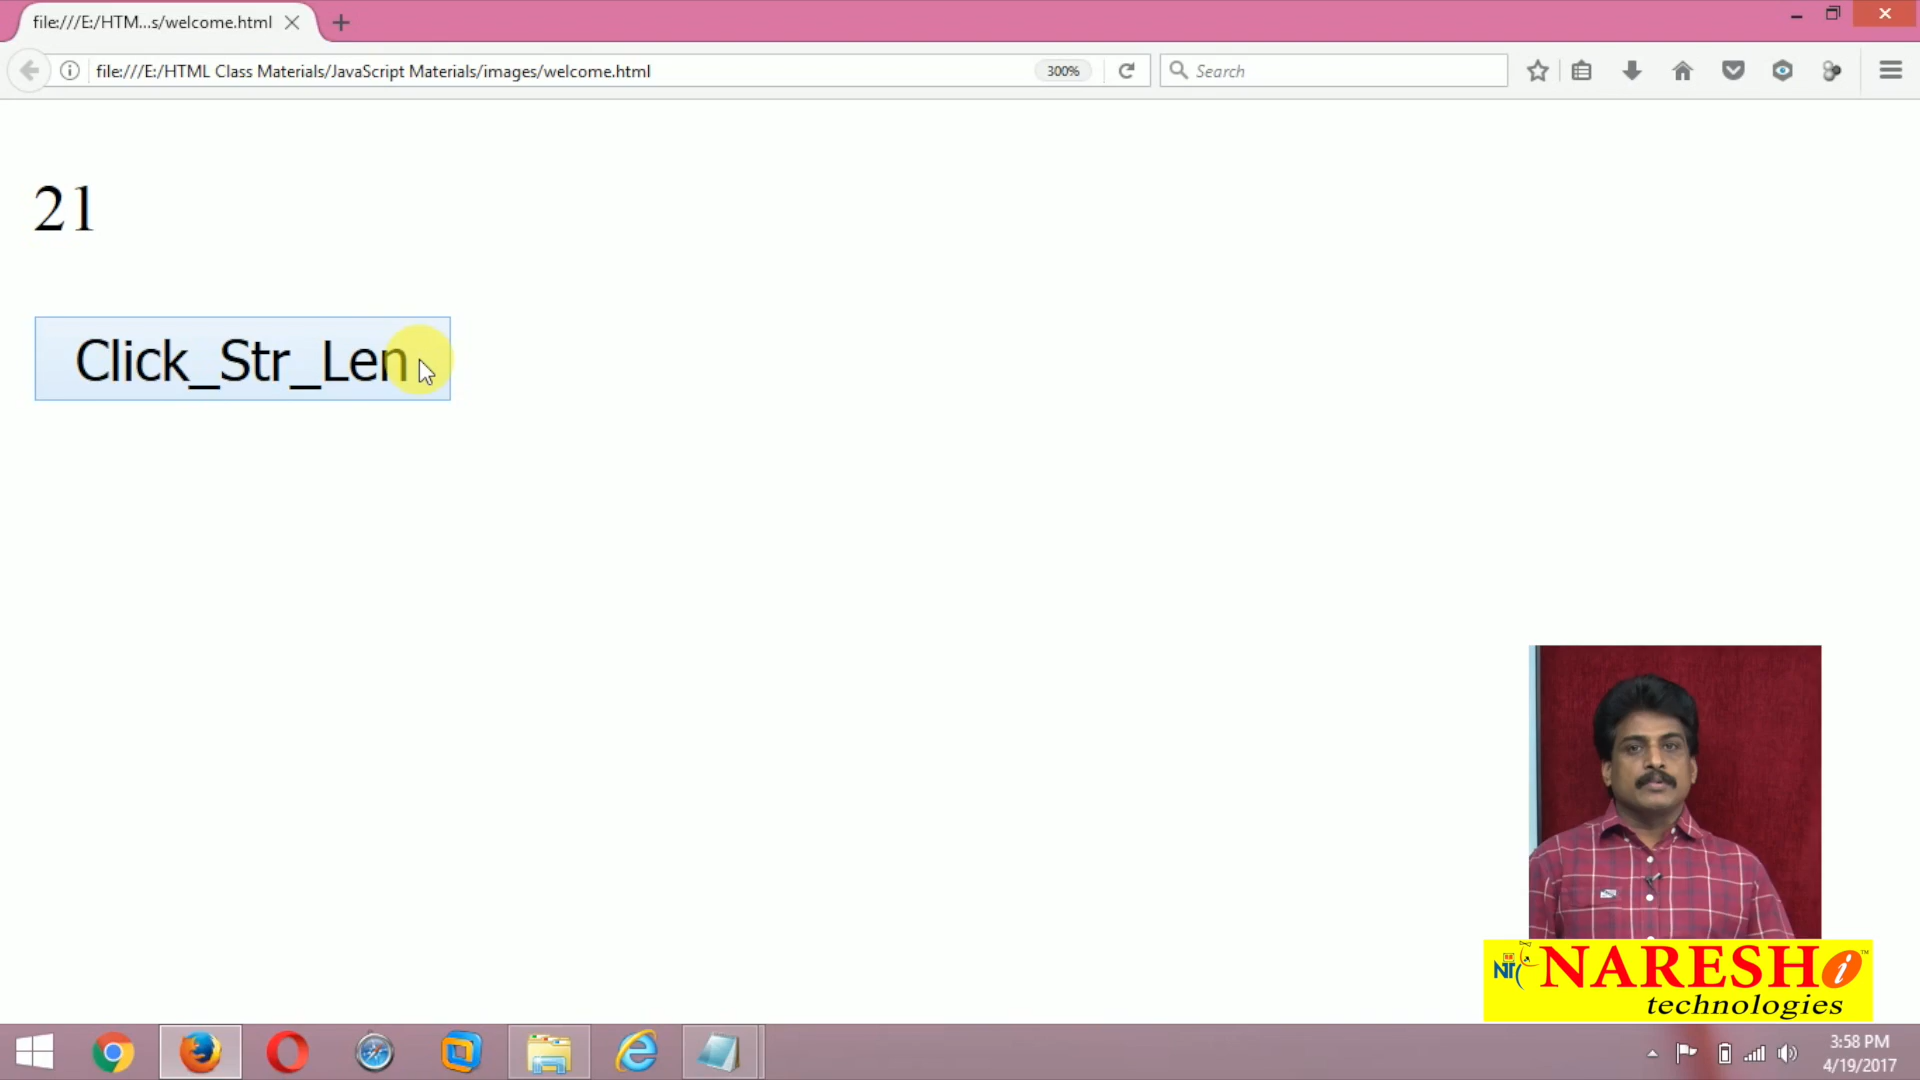 file:///E:/HTM...s/welcome.html
file:///E:/HTML Class Materials/JavaScript Materials/images/welcome.html
300%
Search
21
Click_Str_Len
NARESH i ™
technologies
3:58 PM
4/19/2017